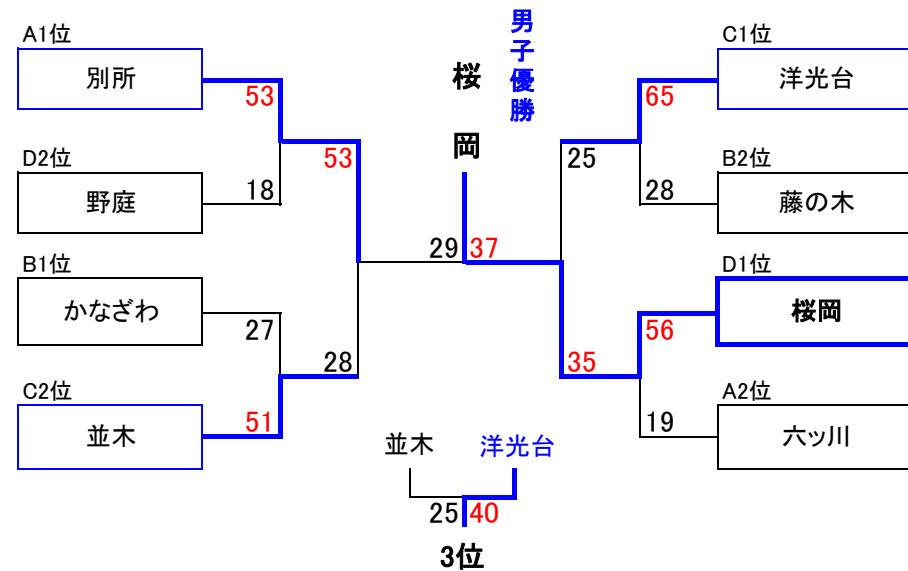 A1位
別所
53
D2位
野庭
18
53
B1位
かなざわ
27
C2位
並木
51
28
男子優勝
桜岡
29 37
C1位
洋光台
65
B2位
藤の木
28
25
D1位
桜岡
56
A2位
六ッ川
19
35
並木 洋光台
25 40
3位